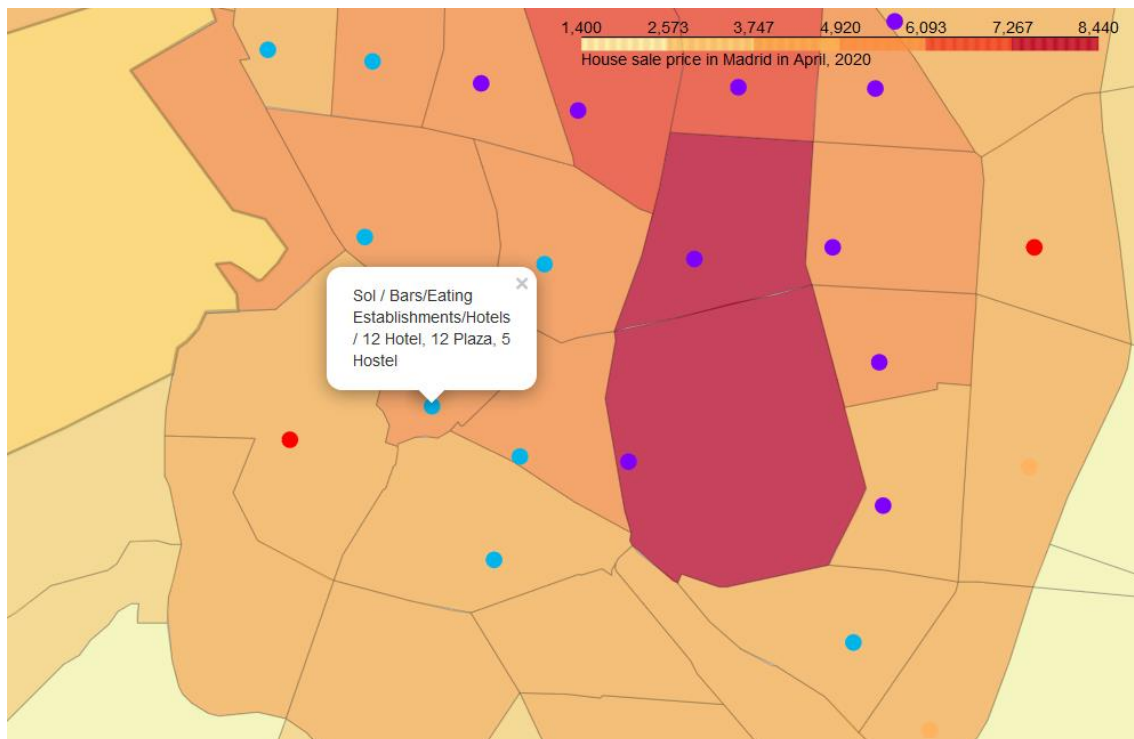 1,400 2,573 3,747 4,920 6,093 7,267 8,440
House sale price in Madrid in April, 2020
×
Sol / Bars/Eating
Establishments/Hotels
/ 12 Hotel, 12 Plaza, 5
Hostel